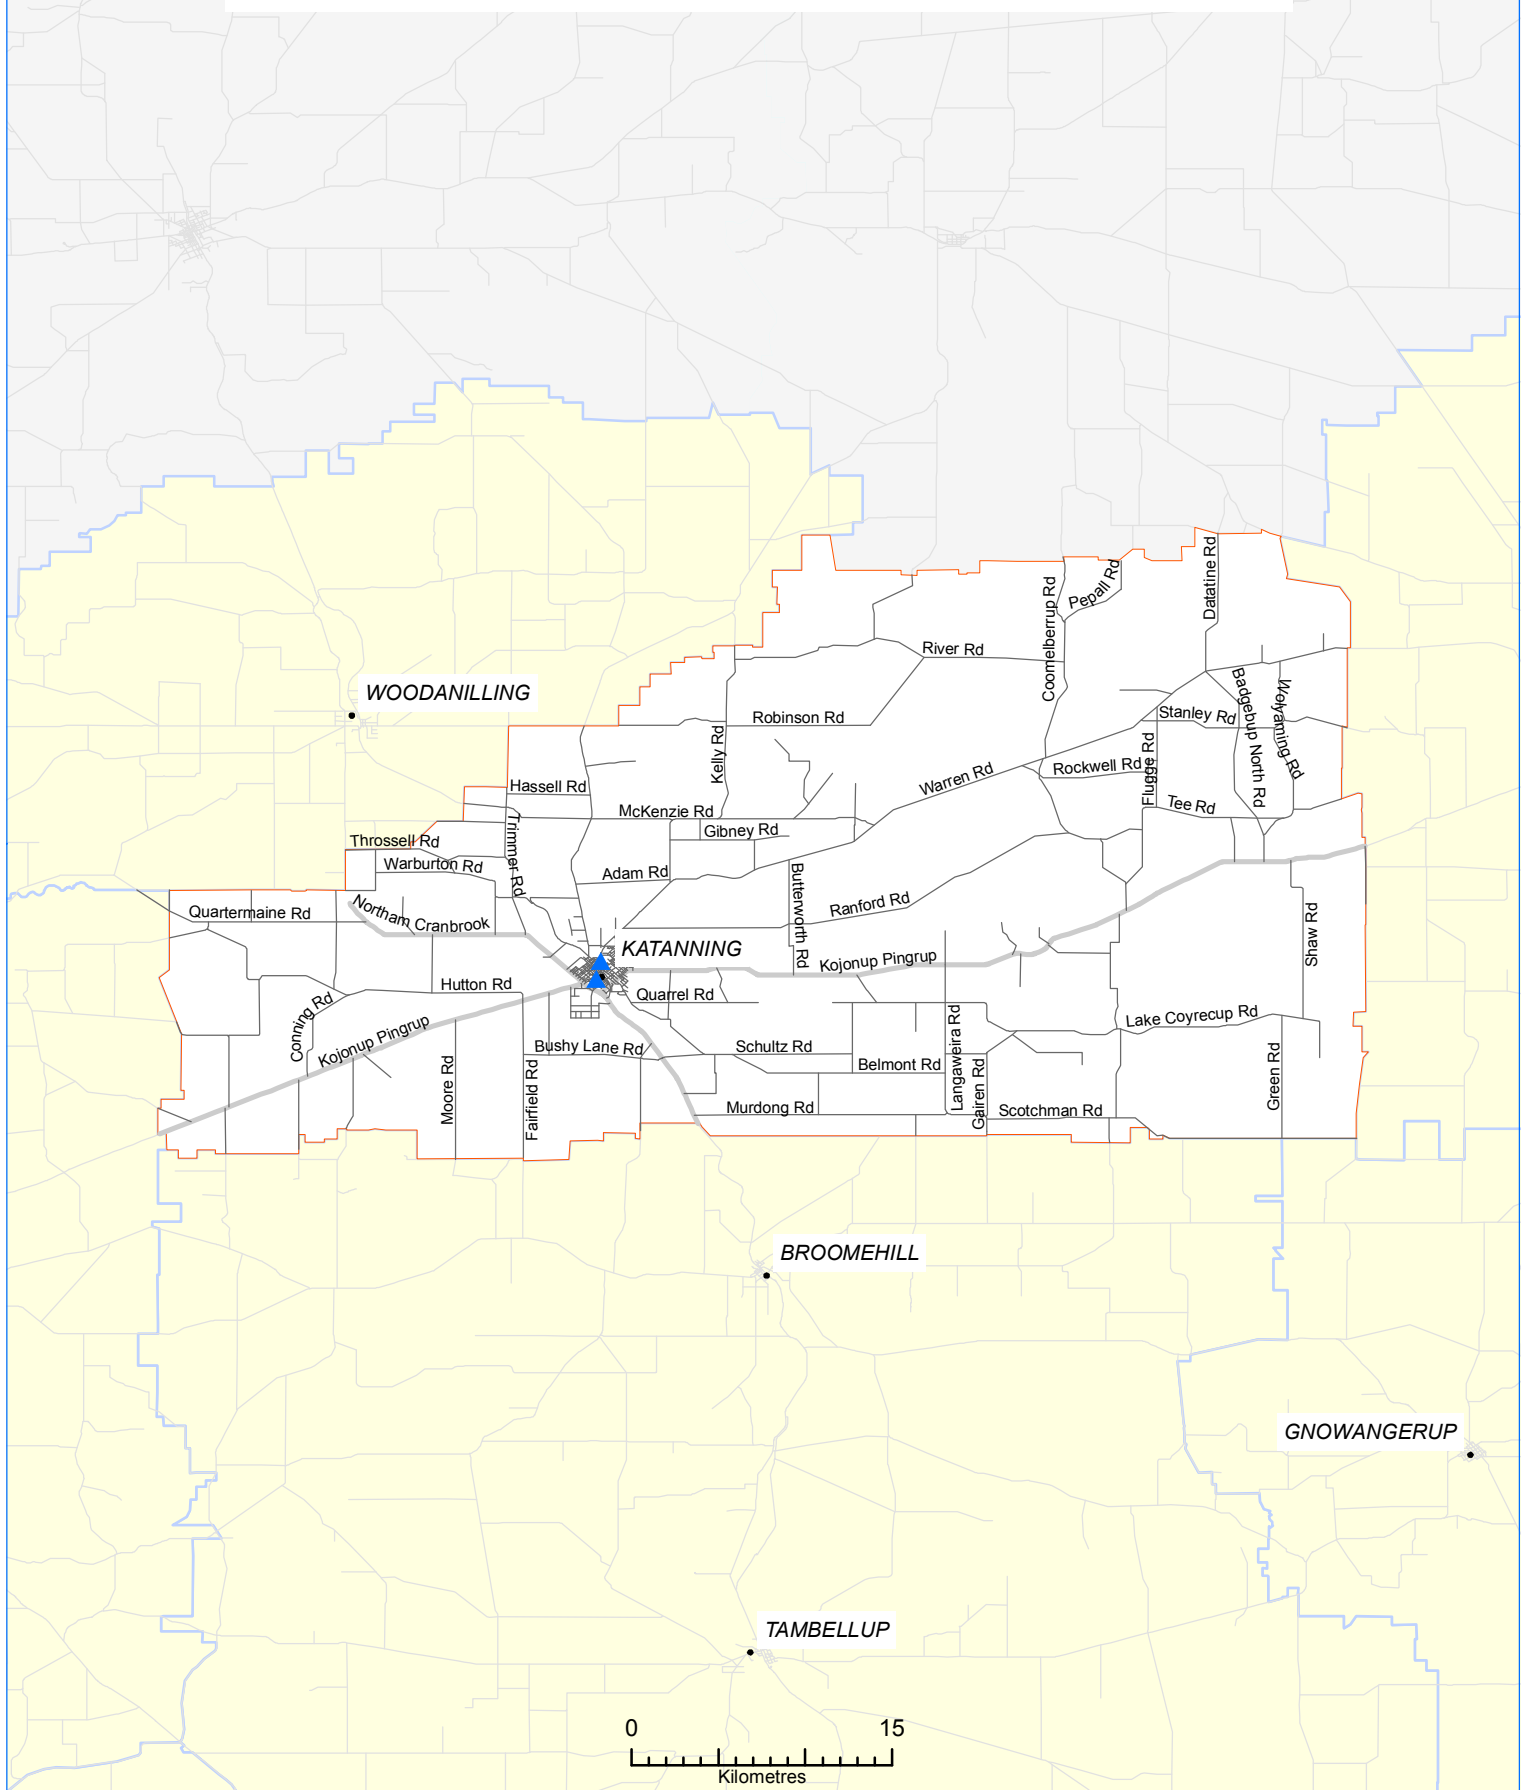 Datatine Rd
Pepall Rd
Coomelberrup Rd
River Rd
WOODANILLING
Badgebup North Rd
Wolyaming Rd
Stanley Rd
Robinson Rd
Kelly Rd
Flugge Rd
Rockwell Rd
Warren Rd
Hassell Rd
McKenzie Rd
Tee Rd
Gibney Rd
Trimmer Rd
Throssell Rd
Warburton Rd
Adam Rd
Butterworth Rd
Ranford Rd
Quartermaine Rd
Northam Cranbrook
Shaw Rd
KATANNING
Kojonup Pingrup
Hutton Rd
Quarrel Rd
Conning Rd
Kojonup Pingrup
Langaweira Rd
Lake Coyrecup Rd
Bushy Lane Rd
Schultz Rd
Belmont Rd
Moore Rd
Fairfield Rd
Gairen Rd
Green Rd
Murdong Rd
Scotchman Rd
BROOMEHILL
GNOWANGERUP
TAMBELLUP
0 15
Kilometres